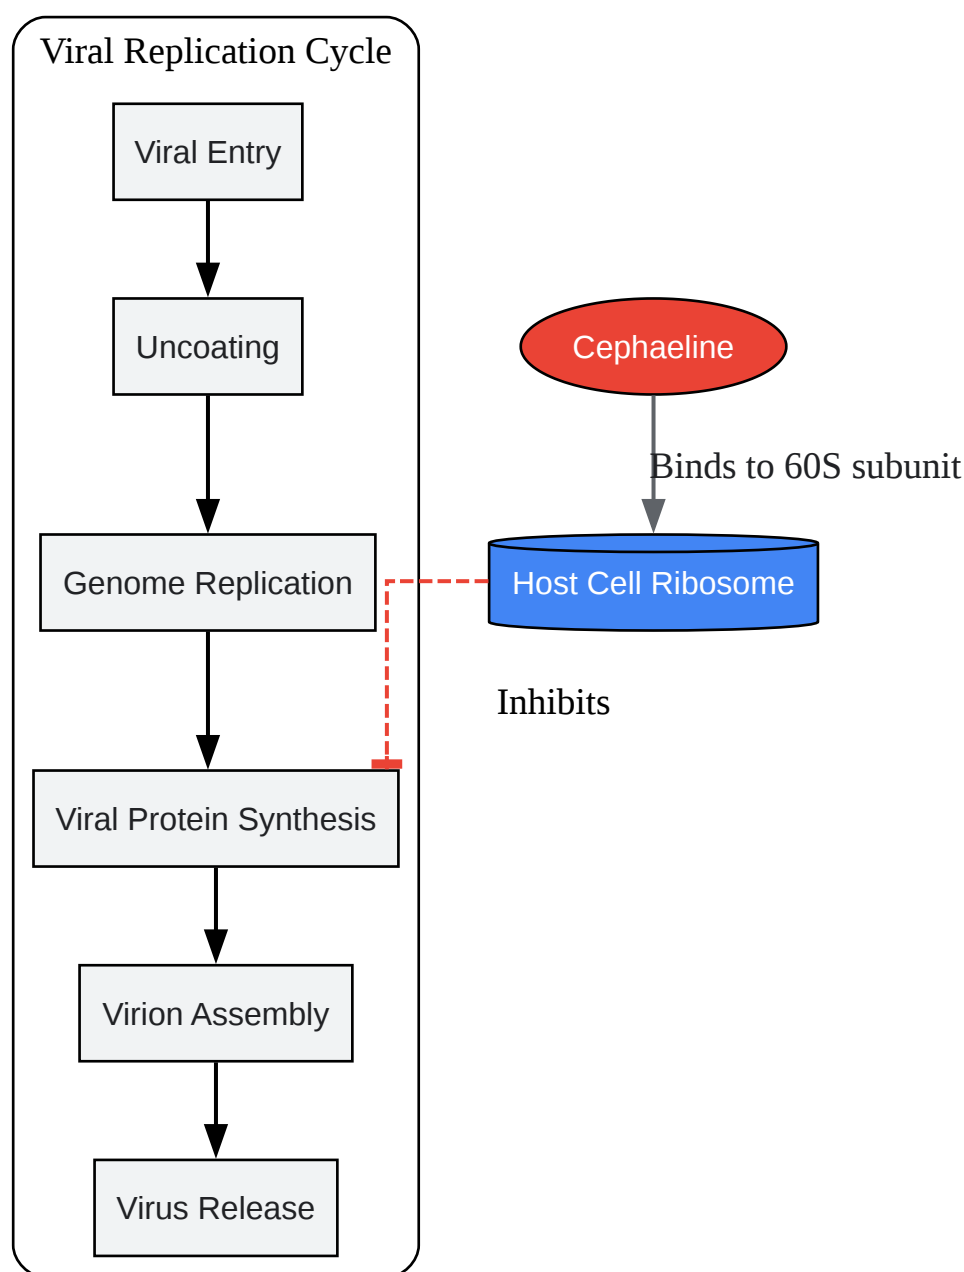 Viral Replication Cycle
Viral Entry
Uncoating
Cephaeline
Binds to 60S subunit
Genome Replication
Host Cell Ribosome
Inhibits
Viral Protein Synthesis
Virion Assembly
Virus Release